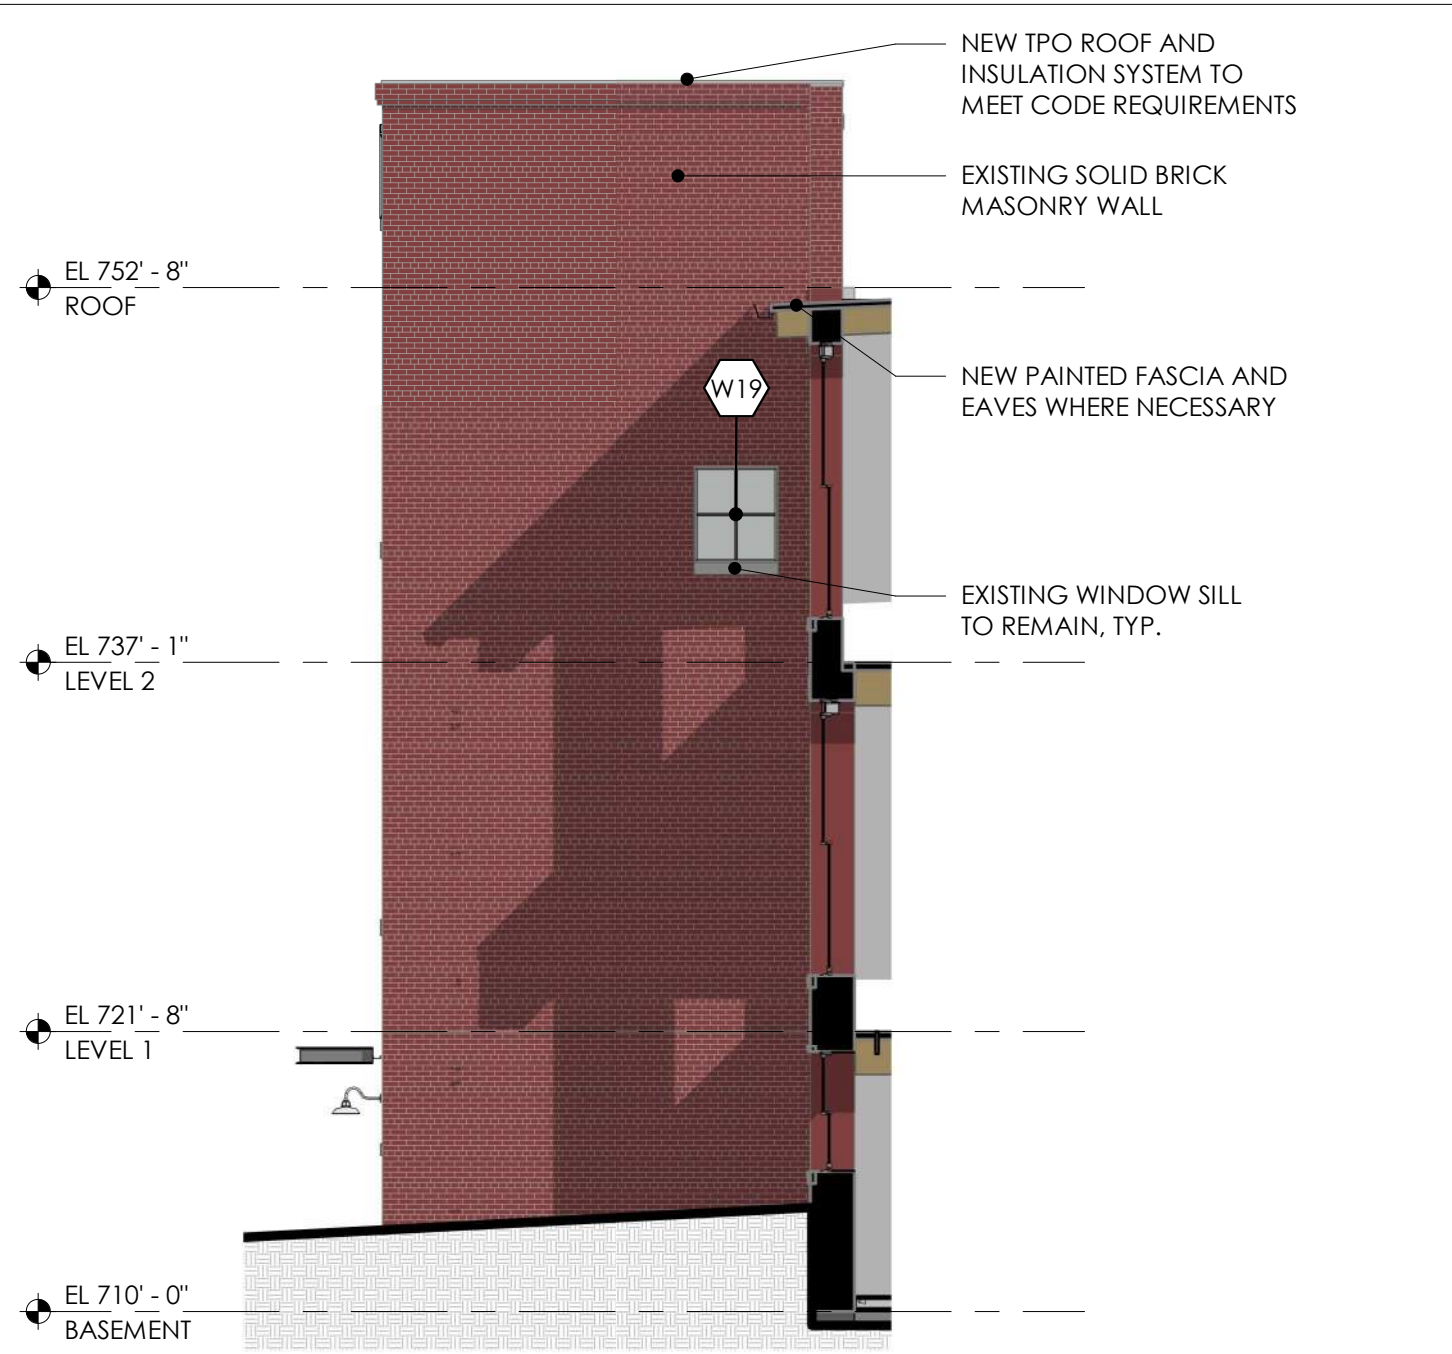 NEW TPO ROOF AND
INSULATION SYSTEM TO
MEET CODE REQUIREMENTS
EXISTING SOLID BRICK
MASONRY WALL
EL 752' - 8"
ROOF
NEW PAINTED FASCIA AND
EAVES WHERE NECESSARY
W19
EXISTING WINDOW SILL
TO REMAIN, TYP.
EL 737' - 1"
LEVEL 2
EL 721' - 8"
LEVEL 1
EL 710' - 0"
BASEMENT